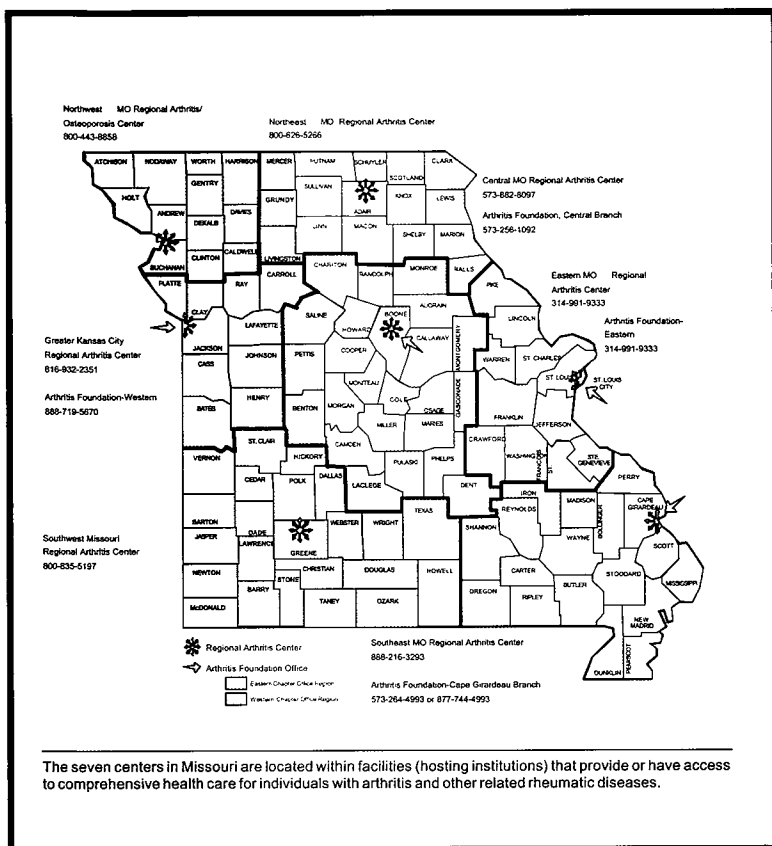 Northwest MO Regional Arthritis/
Osteoporosis Center
800-443-8858
Northeast MO Regional Arthritis Center
800-626-5266
Central MO Regional Arthritis Center
573-882-8097
Arthritis Foundation, Central Branch
573-256-1092
Eastern MO Regional
Arthritis Center
314-991-9333
Arthritis Foundation-
Eastern
314-991-9333
Greater Kansas City
Regional Arthritis Center
816-932-2351
Arthritis Foundation-Western
888-719-5670
Southwest Missouri
Regional Arthritis Center
800-835-5197
ATCHISON NODAWAY WORTH HARRISON MERCER PUTNAM SCHUYLER CLARK
SCOTLAND
GENTRY SULLIVAN
HOLT GRUNDY ADAIR KNOX LEWIS
ANDREW DEKALB DAVIES
LINN MACON SHELBY MARION
BUCHANAN CLINTON CALDWELL LIVINGSTON
PLATTE RAY CARROLL CHARITON RANDOLPH MONROE RALLS PIKE
CLAY SALINE BOONE AUDRAIN LINCOLN
LAFAYETTE HOWARD CALLAWAY MONTGOMERY
JACKSON JOHNSON PETTIS COOPER WARREN ST CHARLES
CASS MONITEAU COLE OSAGE GASCONADE ST LOUIS ST LOUIS
CITY
BATES HENRY BENTON MORGAN MILLER MARIES FRANKLIN JEFFERSON
VERNON ST. CLAIR HICKORY CAMDEN CRAWFORD WASHINGTON ST. FRANCOIS STE.
GENEVIEVE
CEDAR POLK DALLAS LACLEGE PULASKI PHELPS DENT PERRY
BARTON DADE WEBSTER WRIGHT TEXAS SHANNON REYNOLDS IRON MADISON BOLLINGER CAPE
GIRARDEAU
JASPER LAWRENCE GREENE WAYNE SCOTT
NEWTON CHRISTIAN DOUGLAS HOWELL CARTER BUTLER STODDARD MISSISSIPPI
McDONALD BARRY STONE TANEY OZARK OREGON RIPLEY NEW
MADRID
DUNKLIN PEMISCOT
Regional Arthritis Center
Arthritis Foundation Office
Eastern Chapter Office Region
Western Chapter Office Region
Southeast MO Regional Arthritis Center
888-216-3293
Arthritis Foundation-Cape Girardeau Branch
573-264-4993 or 877-744-4993
The seven centers in Missouri are located within facilities (hosting institutions) that provide or have access
to comprehensive health care for individuals with arthritis and other related rheumatic diseases.